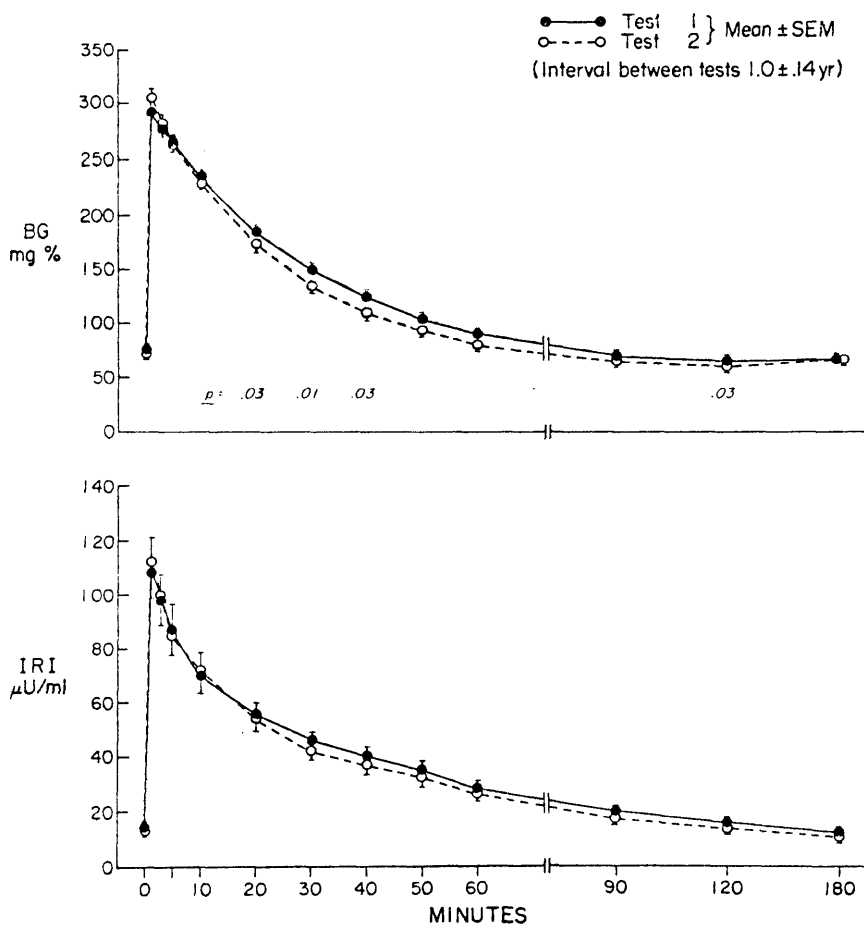 Test 1
Test 2
} Mean ± SEM
(Interval between tests 1.0 ± .14 yr)
350
300
250
200
150
100
50
0
BG
mg %
p = .03 .01 .03 .03
140
120
100
80
60
40
20
0
IRI
μU/ml
0 10 20 30 40 50 60 90 120 180
MINUTES